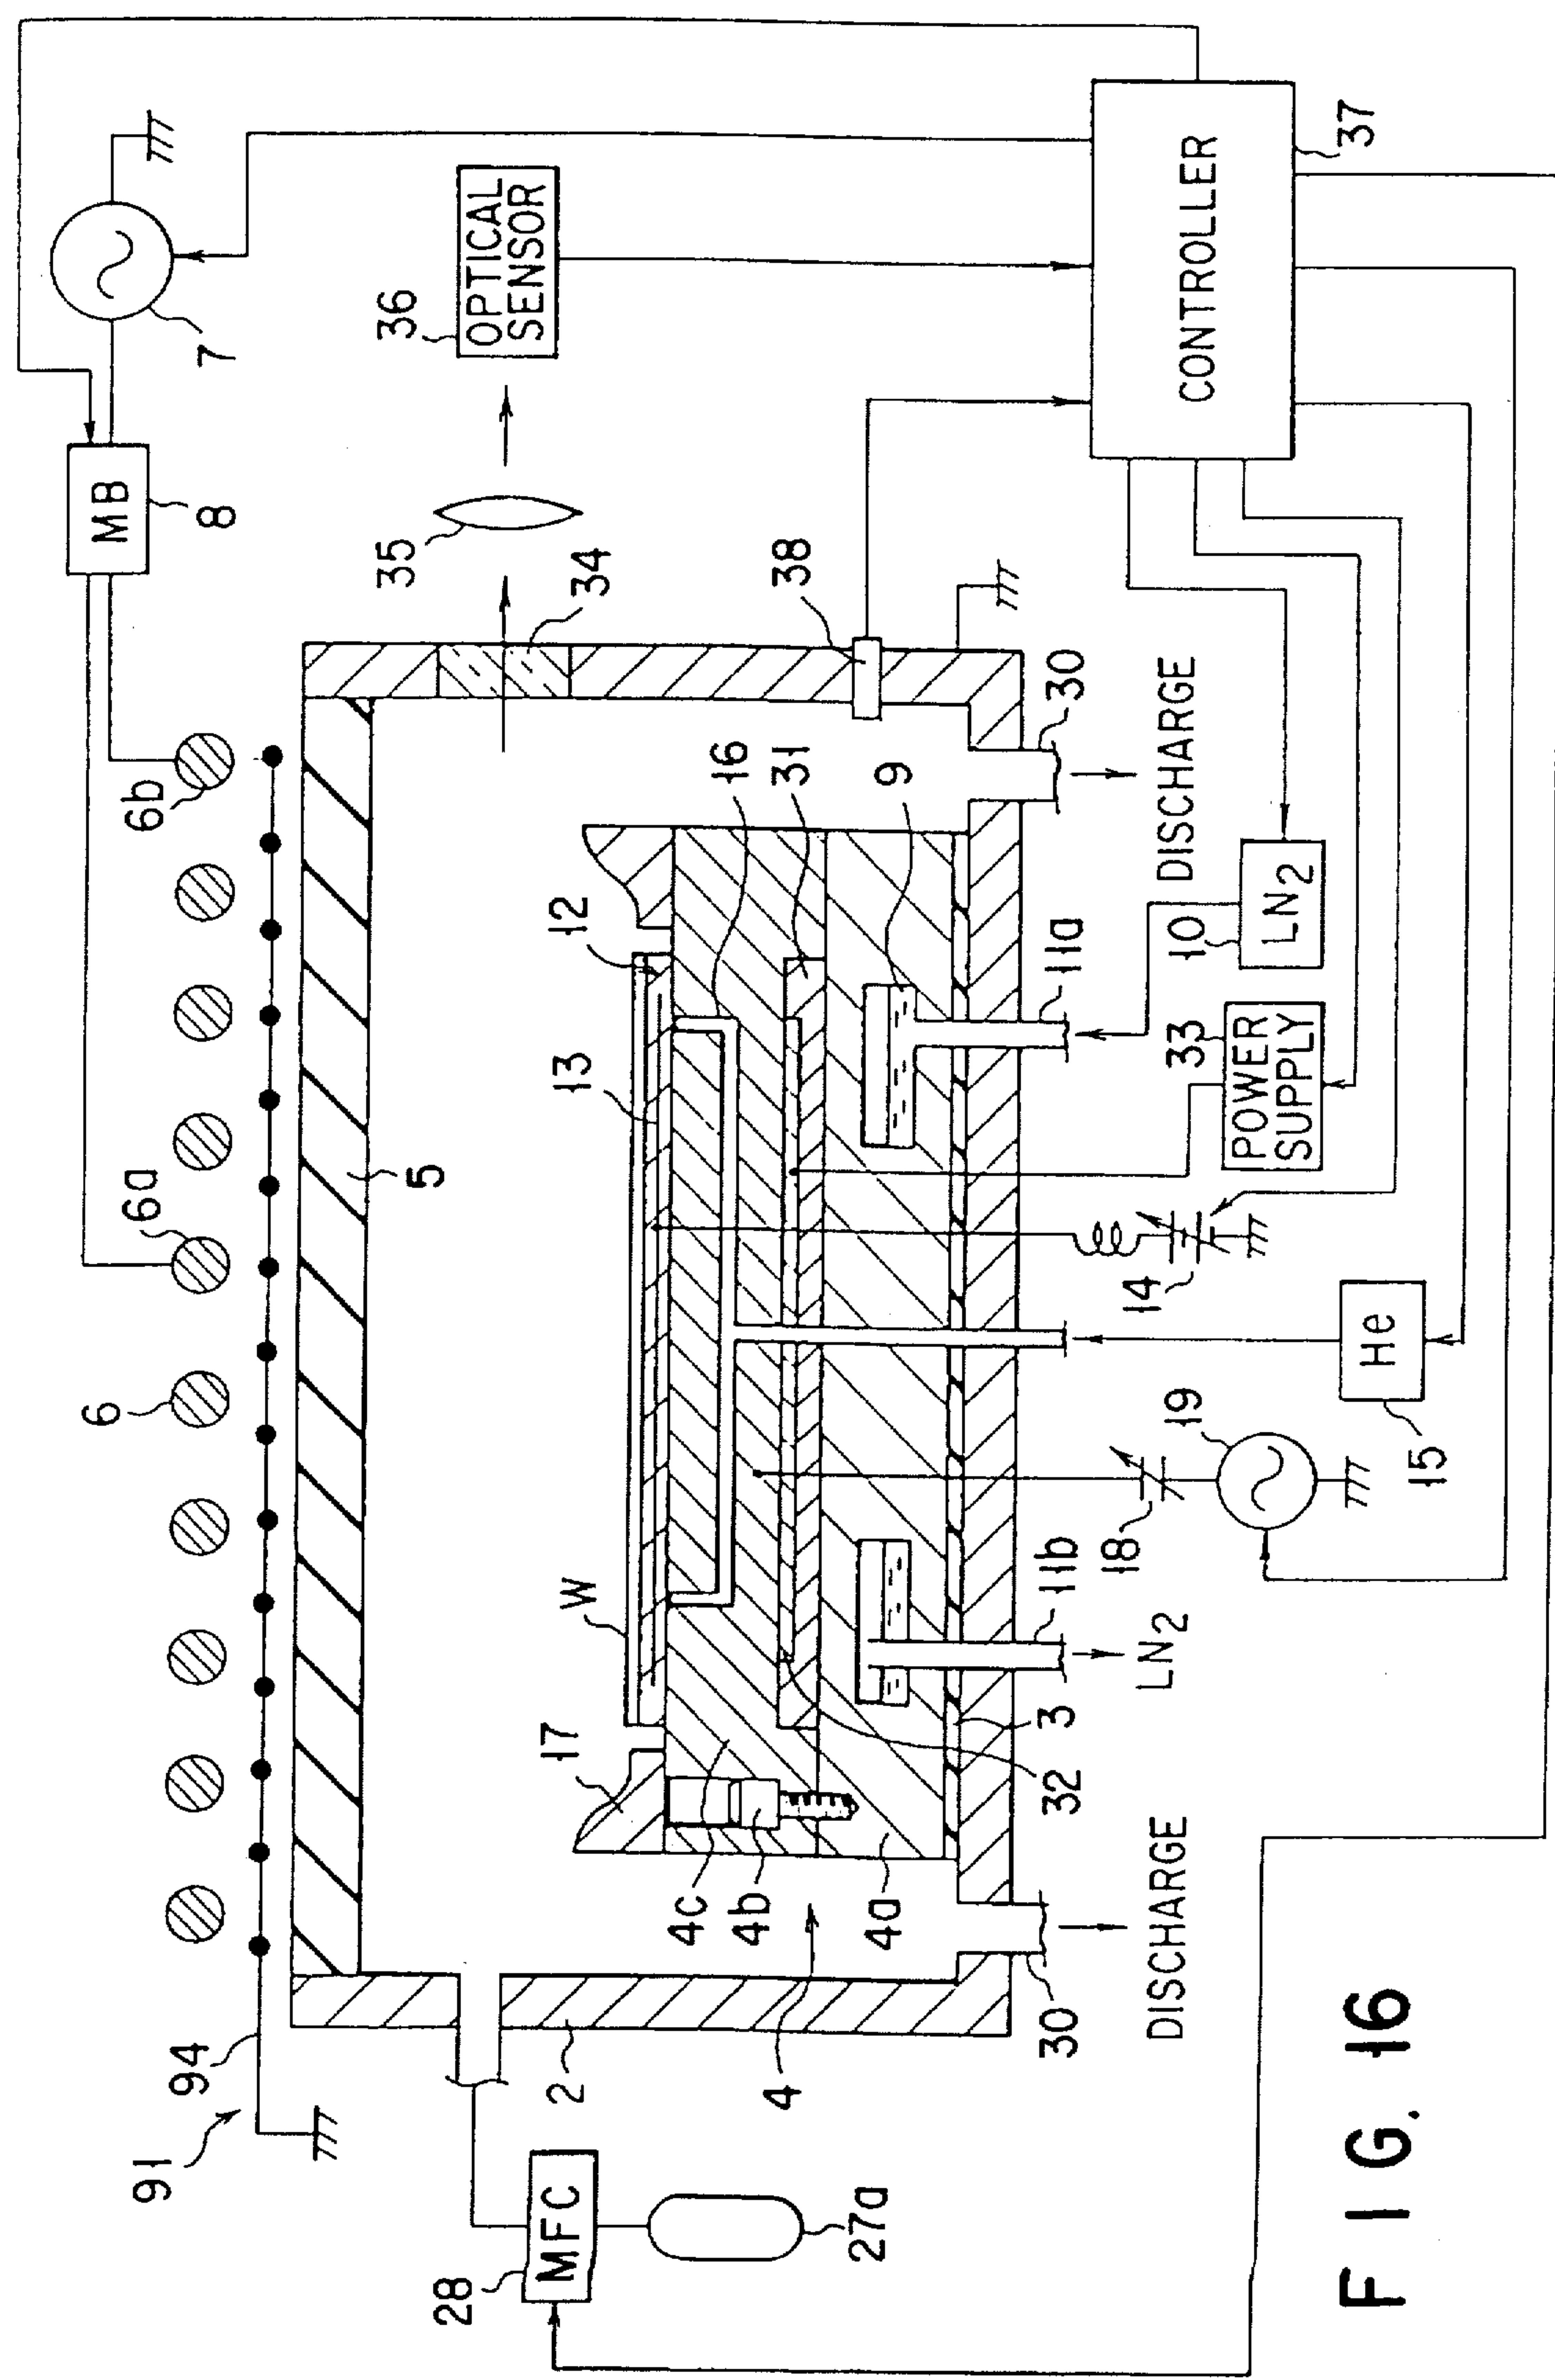 91
94
6
6a
6b
MB
8
7
36
OPTICAL
SENSOR
35
34
5
28
MFC
27a
2
4
17
W
13
12
16
31
9
38
4c
4b
4a
32
3
30
DISCHARGE
11b
LN2
18
19
15
He
14
33
POWER
SUPPLY
11a
10
LN2
30
DISCHARGE
CONTROLLER
37
FIG. 16